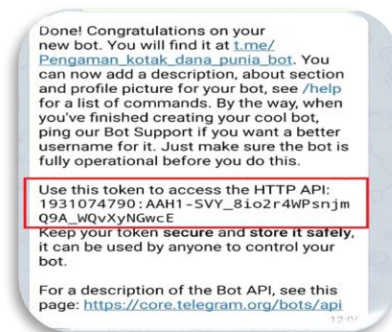 Done! Congratulations on your
new bot. You will find it at t.me/
Pengaman_kotak_dana_punia_bot. You
can now add a description, about section
and profile picture for your bot, see /help
for a list of commands. By the way, when
you've finished creating your cool bot,
ping our Bot Support if you want a better
username for it. Just make sure the bot is
fully operational before you do this.

Use this token to access the HTTP API:
1931074790:AAH1-SVY_8io2r4WPsnjm
Q9A_WQvXyNGwcE
Keep your token secure and store it safely,
it can be used by anyone to control your
bot.

For a description of the Bot API, see this
page: https://core.telegram.org/bots/api